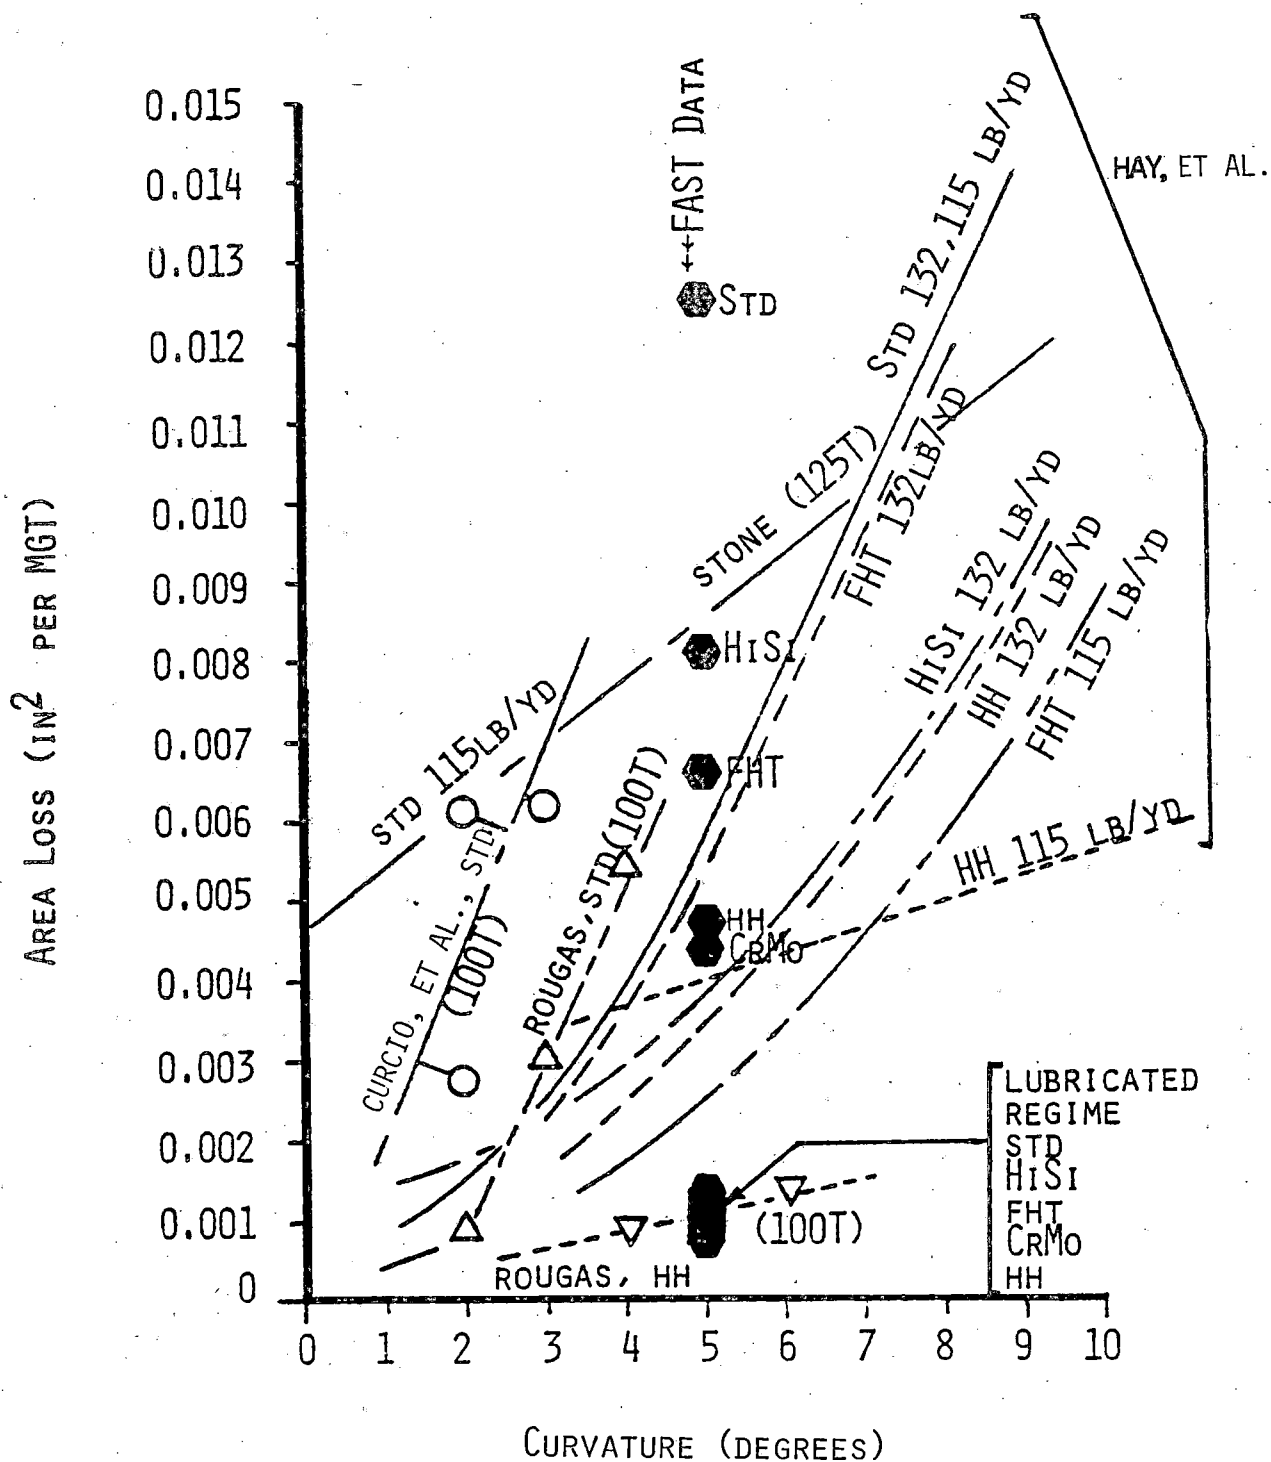 0.015
0.014
0.013
0.012
0.011
0.010
0.009
0.008
0.007
0.006
0.005
0.004
0.003
0.002
0.001
0
AREA LOSS (IN² PER MGT)
←←FAST DATA
STD
HISI
FHT
HH
CRMO
STD 132,115 LB/YD
FHT 132LB/YD
HISI 132 LB/YD
HH 132 LB/YD
FHT 115 LB/YD
HH 115 LB/YD
HAY, ET AL.
STONE (125T)
STD 115LB/YD
CURCIO, ET AL., STD
(100T)
ROUGAS,STD(100T)
(100T)
ROUGAS, HH
LUBRICATED
REGIME
STD
HISI
FHT
CRMO
HH
0 1 2 3 4 5 6 7 8 9 10
CURVATURE (DEGREES)